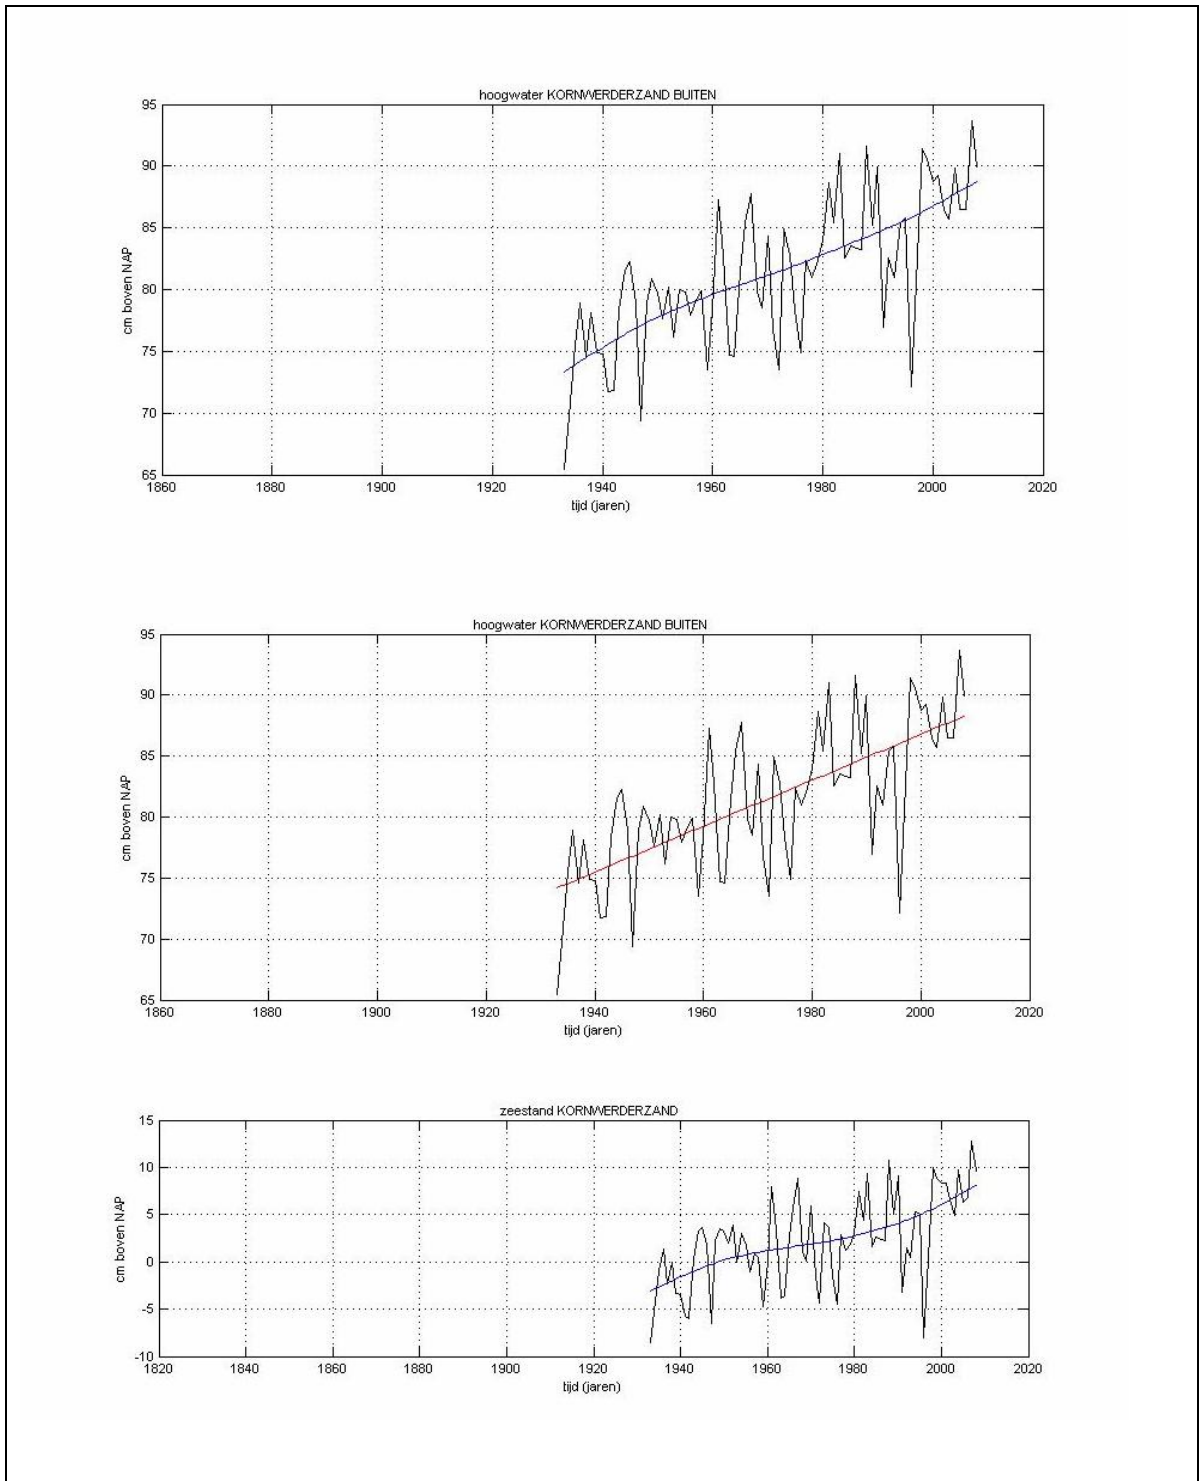 hoogwater KORNWERDERZAND BUITEN
95
90
85
80
75
70
65
cm boven NAP
1860 1880 1900 1920 1940 1960 1980 2000 2020
tijd (jaren)
hoogwater KORNWERDERZAND BUITEN
95
90
85
80
75
70
65
cm boven NAP
1860 1880 1900 1920 1940 1960 1980 2000 2020
tijd (jaren)
zeestand KORNWERDERZAND
15
10
5
0
-5
-10
cm boven NAP
1820 1840 1860 1880 1900 1920 1940 1960 1980 2000 2020
tijd (jaren)